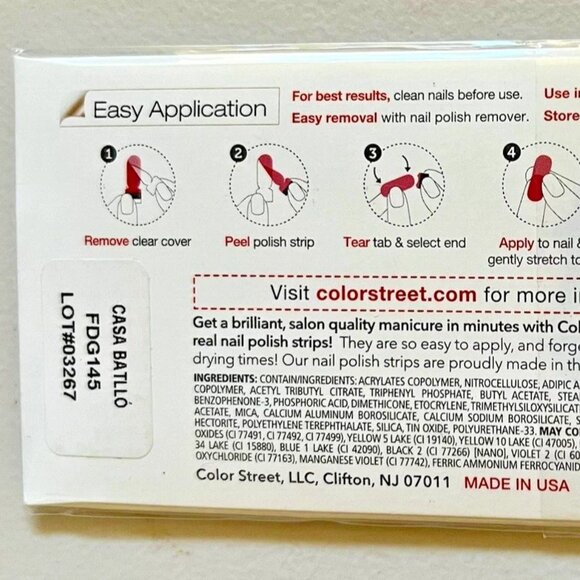 Easy Application
For best results, clean nails before use.
Use i
Easy removal with nail polish remover.
Store
1
2
3
4
Remove clear cover
Peel polish strip
Tear tab & select end
Apply to nail &
gently stretch to
Visit colorstreet.com for more i
Get a brilliant, salon quality manicure in minutes with Col
real nail polish strips! They are so easy to apply, and forge
drying times! Our nail polish strips are proudly made in th
INGREDIENTS: CONTAIN/INGREDIENTS: ACRYLATES COPOLYMER, NITROCELLULOSE, ADIPIC A
COPOLYMER, ACETYL TRIBUTYL CITRATE, TRIPHENYL PHOSPHATE, BUTYL ACETATE, STEA
BENZOPHENONE-3, PHOSPHORIC ACID, DIMETHICONE, ETOCRYLENE, TRIMETHYLSILOXYSILICAT
ACETATE, MICA, CALCIUM ALUMINUM BOROSILICATE, CALCIUM SODIUM BOROSILICATE, S
HECTORITE, POLYETHYLENE TEREPHTHALATE, SILICA, TIN OXIDE, POLYURETHANE-33. MAY CO
OXIDES (CI 77491, CI 77492, CI 77499), YELLOW 5 LAKE (CI 19140), YELLOW 10 LAKE (CI 47005),
34 LAKE (CI 15880), BLUE 1 LAKE (CI 42090), BLACK 2 (CI 77266) [NANO], VIOLET 2 (CI 60
OXYCHLORIDE (CI 77163), MANGANESE VIOLET (CI 77742), FERRIC AMMONIUM FERROCYANID
Color Street, LLC, Clifton, NJ 07011 MADE IN USA
CASA BATLLÓ
FDG145
LOT#03267